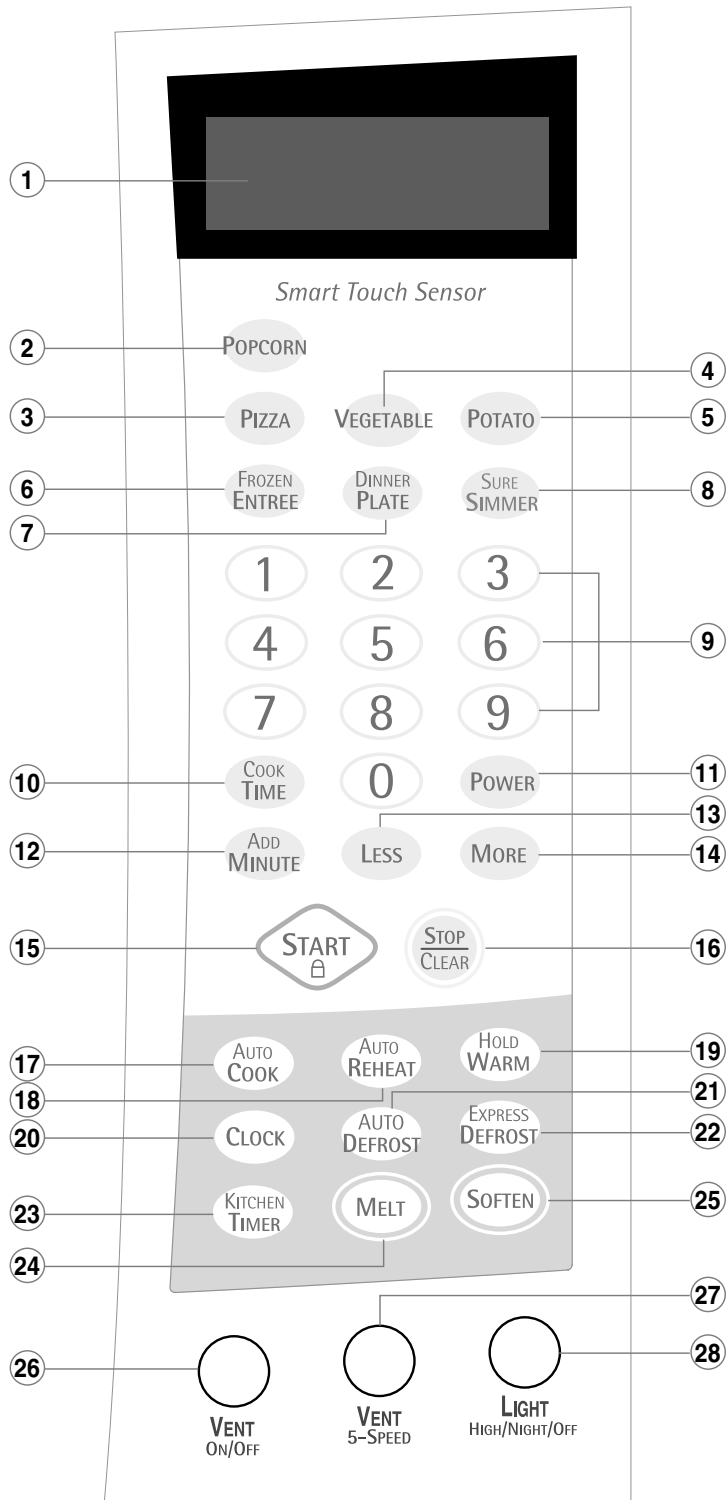 1
Smart Touch Sensor
2
POPCORN
4
3
PIZZA
VEGETABLE
POTATO
5
6
FROZEN
ENTREE
DINNER
PLATE
SURE
SIMMER
8
7
1
2
3
4
5
6
9
7
8
9
10
COOK
TIME
0
POWER
11
13
12
ADD
MINUTE
LESS
MORE
14
15
START
STOP
CLEAR
16
17
AUTO
COOK
AUTO
REHEAT
HOLD
WARM
19
18
21
20
CLOCK
AUTO
DEFROST
EXPRESS
DEFROST
22
23
KITCHEN
TIMER
MELT
SOFTEN
25
24
27
26
28
VENT
ON/OFF
VENT
5-SPEED
LIGHT
HIGH/NIGHT/OFF